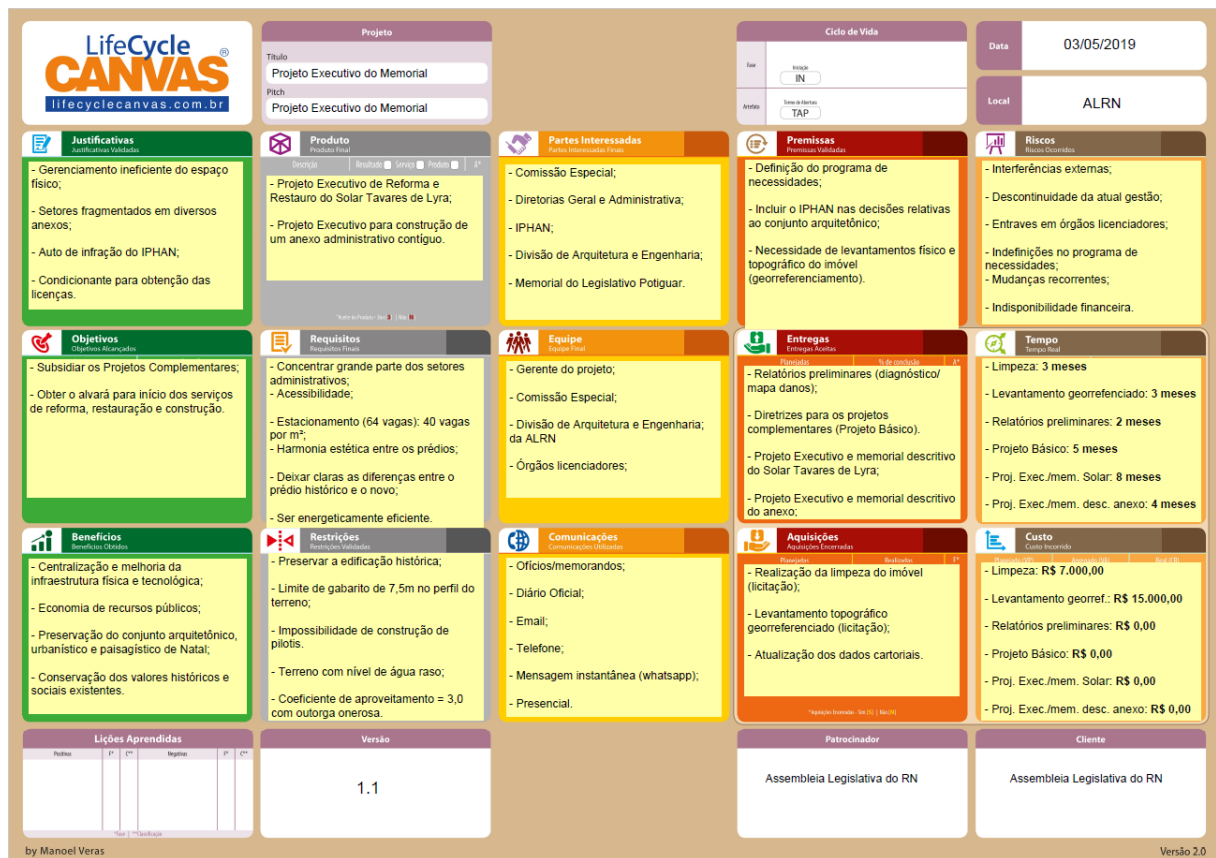 LifeCycle
CANVAS®
lifecyclecanvas.com.br
Projeto
Título
Projeto Executivo do Memorial
Pitch
Projeto Executivo do Memorial
Ciclo de Vida
Fase
Iniciação
IN
Artefato
Termo de Abertura
TAP
Data
03/05/2019
Local
ALRN
Justificativas
Justificativas Validadas
- Gerenciamento ineficiente do espaço
físico;
- Setores fragmentados em diversos
anexos;
- Auto de infração do IPHAN;
- Condicionante para obtenção das
licenças.
Produto
Produto Final
Descrição Resultado Serviço Produto A*
- Projeto Executivo de Reforma e
Restauro do Solar Tavares de Lyra;
- Projeto Executivo para construção de
um anexo administrativo contíguo.
*Aceite do Produto - Sim [S] | Não [N]
Partes Interessadas
Partes Interessadas Finais
- Comissão Especial;
- Diretorias Geral e Administrativa;
- IPHAN;
- Divisão de Arquitetura e Engenharia;
- Memorial do Legislativo Potiguar.
Premissas
Premissas Validadas
- Definição do programa de
necessidades;
- Incluir o IPHAN nas decisões relativas
ao conjunto arquitetônico;
- Necessidade de levantamentos físico e
topográfico do imóvel
(georreferenciamento).
Riscos
Riscos Ocorridos
- Interferências externas;
- Descontinuidade da atual gestão;
- Entraves em órgãos licenciadores;
- Indefinições no programa de
necessidades;
- Mudanças recorrentes;
- Indisponibilidade financeira.
Objetivos
Objetivos Alcançados
- Subsidiar os Projetos Complementares;
- Obter o alvará para início dos serviços
de reforma, restauração e construção.
Requisitos
Requisitos Finais
- Concentrar grande parte dos setores
administrativos;
- Acessibilidade;
- Estacionamento (64 vagas): 40 vagas
por m²;
- Harmonia estética entre os prédios;
- Deixar claras as diferenças entre o
prédio histórico e o novo;
- Ser energeticamente eficiente.
Equipe
Equipe Final
- Gerente do projeto;
- Comissão Especial;
- Divisão de Arquitetura e Engenharia;
da ALRN
- Órgãos licenciadores;
Entregas
Entregas Aceitas
Planejadas % de conclusão A*
- Relatórios preliminares (diagnóstico/
mapa danos);
- Diretrizes para os projetos
complementares (Projeto Básico).
- Projeto Executivo e memorial descritivo
do Solar Tavares de Lyra;
- Projeto Executivo e memorial descritivo
do anexo;
Tempo
Tempo Real
- Limpeza: 3 meses
- Levantamento georrefenciado: 3 meses
- Relatórios preliminares: 2 meses
- Projeto Básico: 5 meses
- Proj. Exec./mem. Solar: 8 meses
- Proj. Exec./mem. desc. anexo: 4 meses
Benefícios
Benefícios Obtidos
- Centralização e melhoria da
infraestrutura física e tecnológica;
- Economia de recursos públicos;
- Preservação do conjunto arquitetônico,
urbanístico e paisagístico de Natal;
- Conservação dos valores históricos e
sociais existentes.
Restrições
Restrições Validadas
- Preservar a edificação histórica;
- Limite de gabarito de 7,5m no perfil do
terreno;
- Impossibilidade de construção de
pilotis.
- Terreno com nível de água raso;
- Coeficiente de aproveitamento = 3,0
com outorga onerosa.
Comunicações
Comunicações Utilizadas
- Ofícios/memorandos;
- Diário Oficial;
- Email;
- Telefone;
- Mensagem instantânea (whatsapp);
- Presencial.
Aquisições
Aquisições Encerradas
Planejadas Realizadas E*
- Realização da limpeza do imóvel
(licitação);
- Levantamento topográfico
georreferenciado (licitação);
- Atualização dos dados cartoriais.
*Aquisições Encerradas - Sim [S] | Não [N]
Custo
Custo Incorrido
- Limpeza: R$ 7.000,00
- Levantamento georref.: R$ 15.000,00
- Relatórios preliminares: R$ 0,00
- Projeto Básico: R$ 0,00
- Proj. Exec./mem. Solar: R$ 0,00
- Proj. Exec./mem. desc. anexo: R$ 0,00
Lições Aprendidas
Positivas F* C** Negativas F* C**
*Fase | **Classificação
Versão
1.1
Patrocinador
Assembleia Legislativa do RN
Cliente
Assembleia Legislativa do RN
by Manoel Veras
Versão 2.0